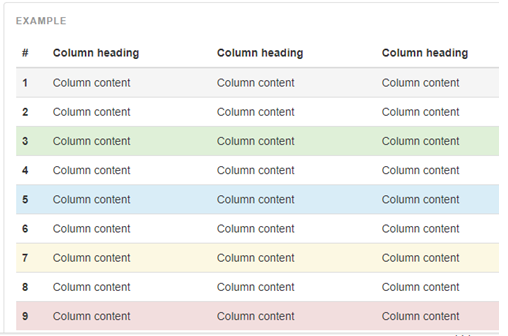 EXAMPLE
# Column heading Column heading Column heading
1 Column content Column content Column content
2 Column content Column content Column content
3 Column content Column content Column content
4 Column content Column content Column content
5 Column content Column content Column content
6 Column content Column content Column content
7 Column content Column content Column content
8 Column content Column content Column content
9 Column content Column content Column content